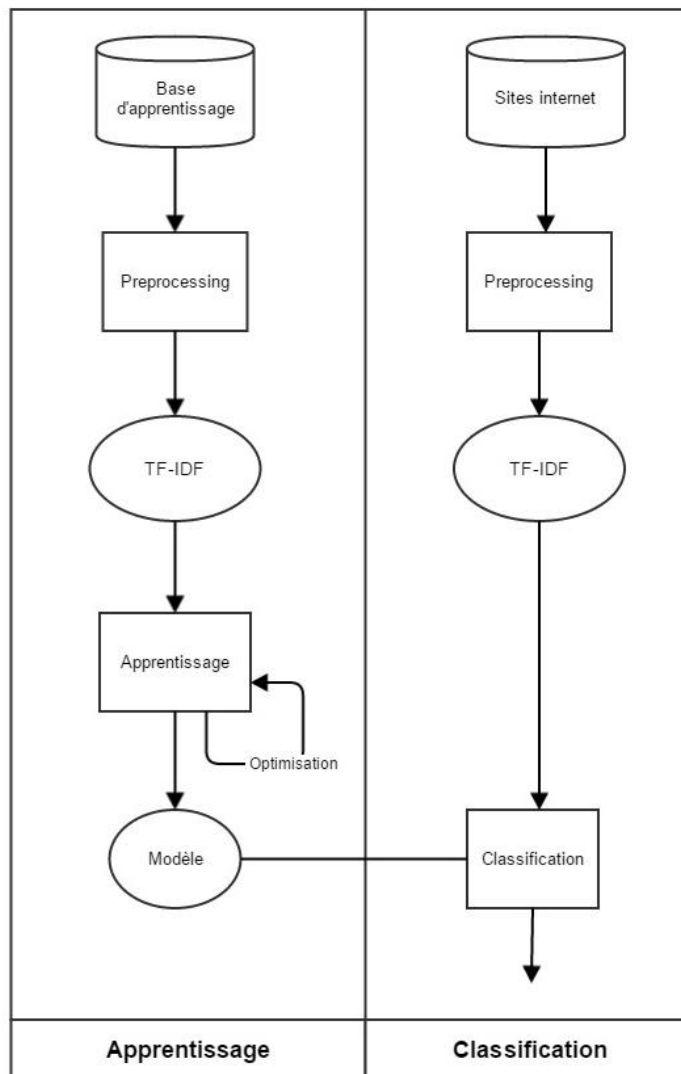 Base
d'apprentissage
Preprocessing
TF-IDF
Apprentissage
Optimisation
Modèle
Apprentissage
Sites internet
Preprocessing
TF-IDF
Classification
Classification